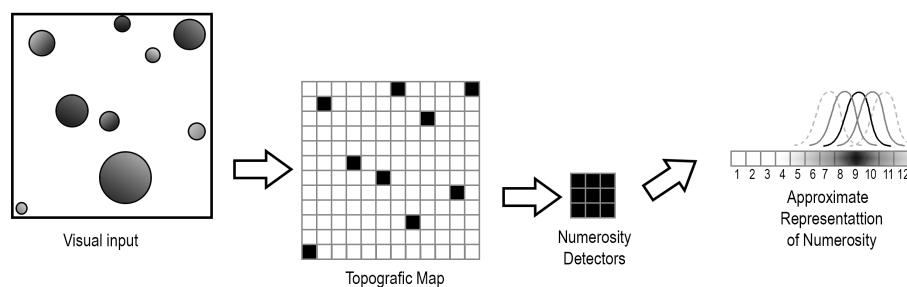 Visual input
Topografic Map
Numerosity
Detectors
1 2 3 4 5 6 7 8 9 10 11 12
Approximate
Representattion
of Numerosity